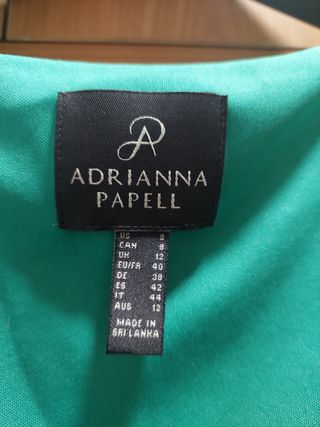 ADRIANNA
PAPELL
US 8
CAN 8
UK 12
EU/FR 40
DE 38
ES 42
IT 44
AUS 12
MADE IN
SRI LANKA